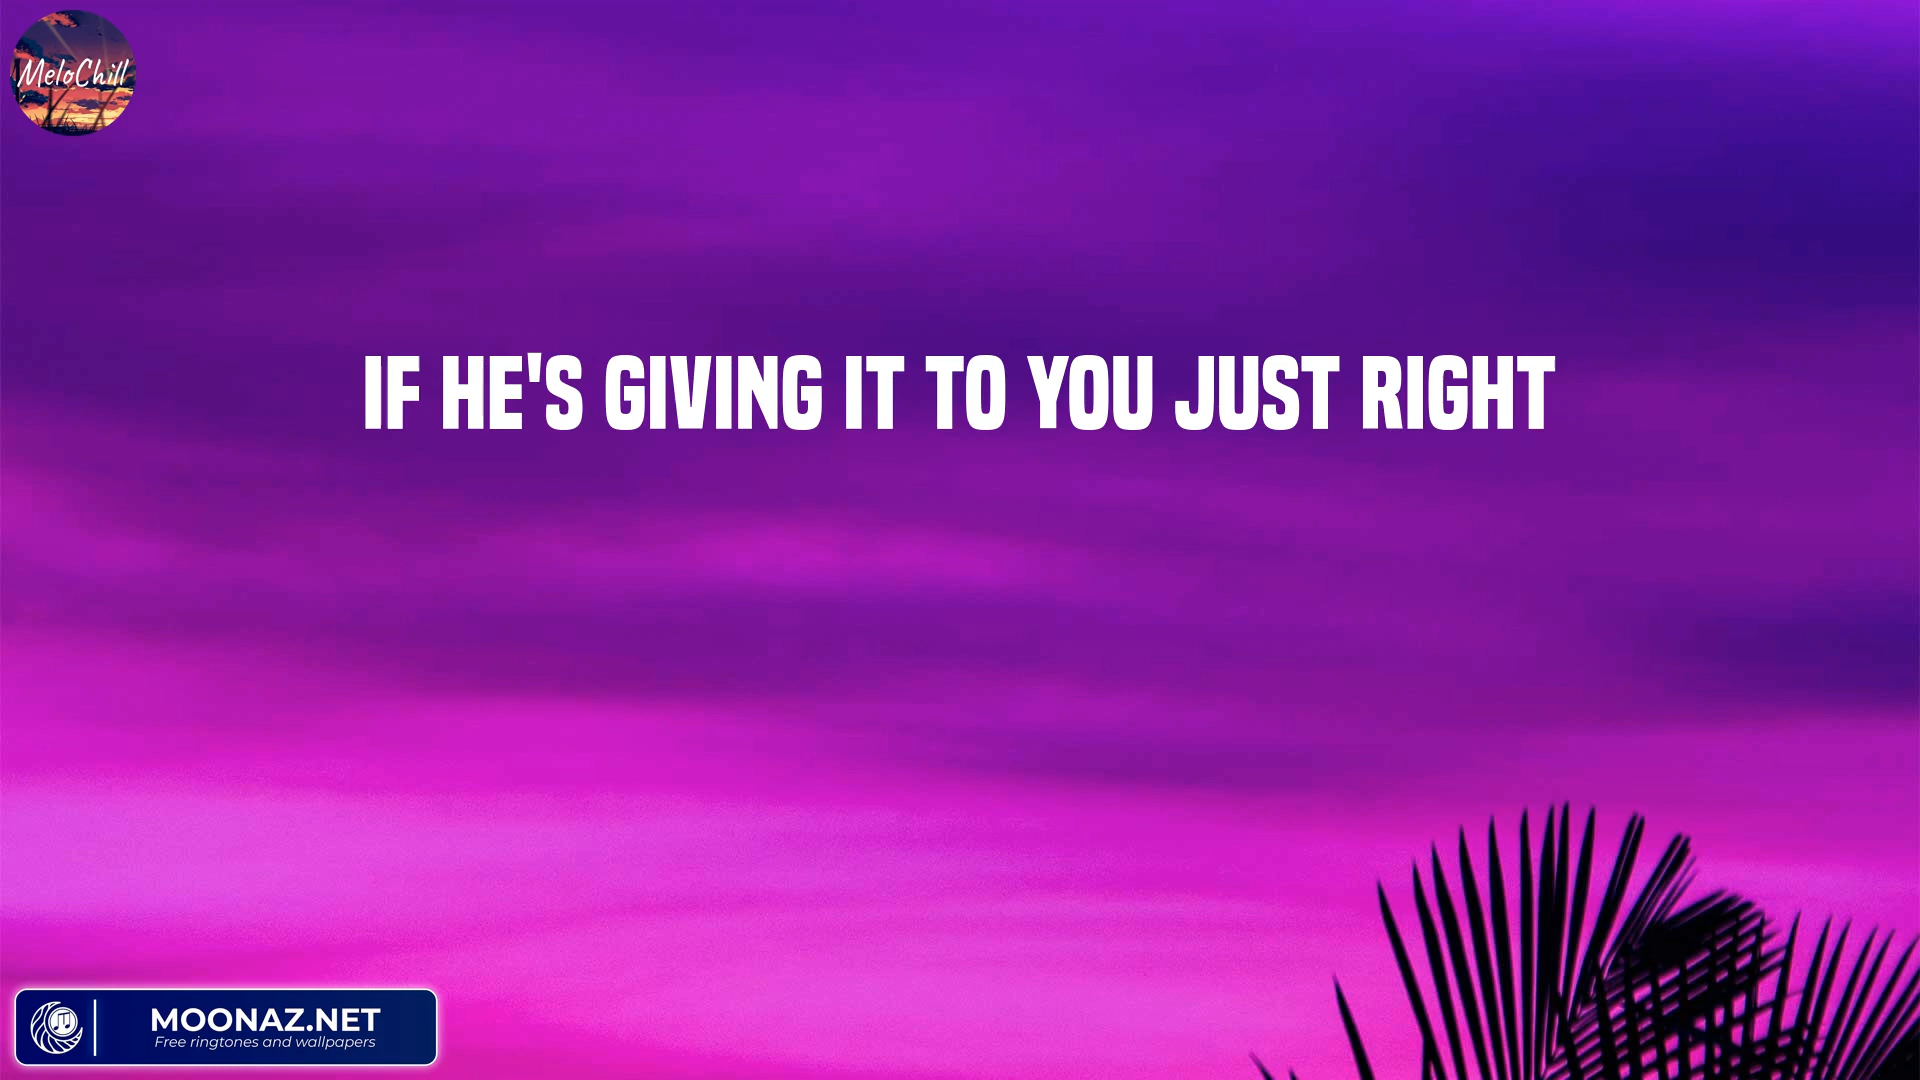 MeloChill
IF HE'S GIVING IT TO YOU JUST RIGHT
MOONAZ.NET
Free ringtones and wallpapers